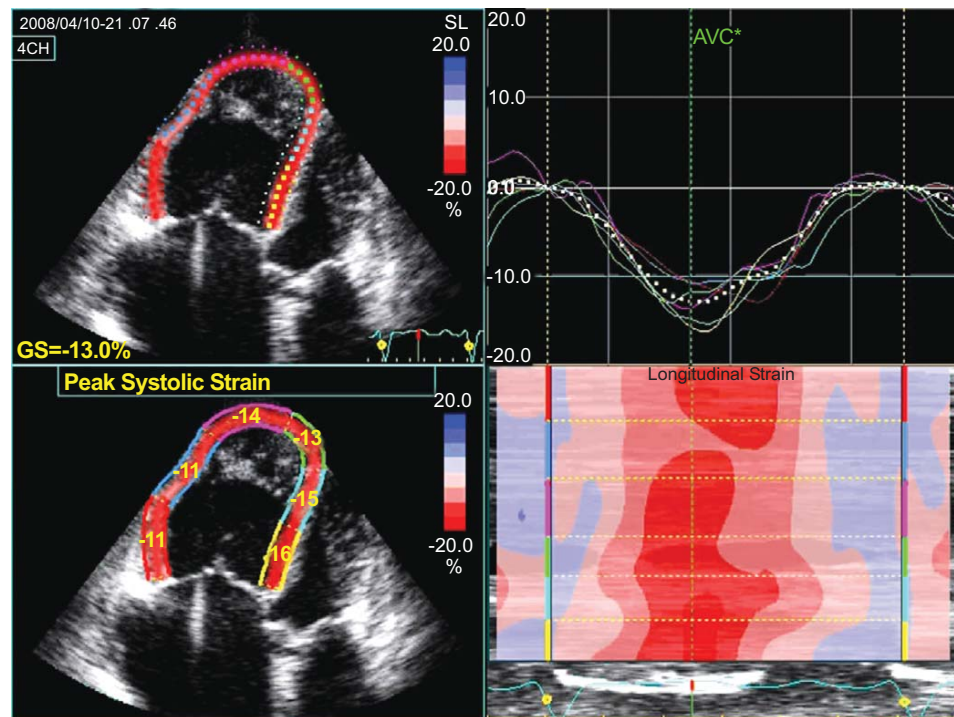 2008/04/10-21 .07 .46
4CH
SL
20.0
-20.0
%
GS=-13.0%
20.0
10.0
0.0
-10.0
-20.0
AVC*
Peak Systolic Strain
20.0
-20.0
%
-14
-13
-11
-15
-11
-16
Longitudinal Strain